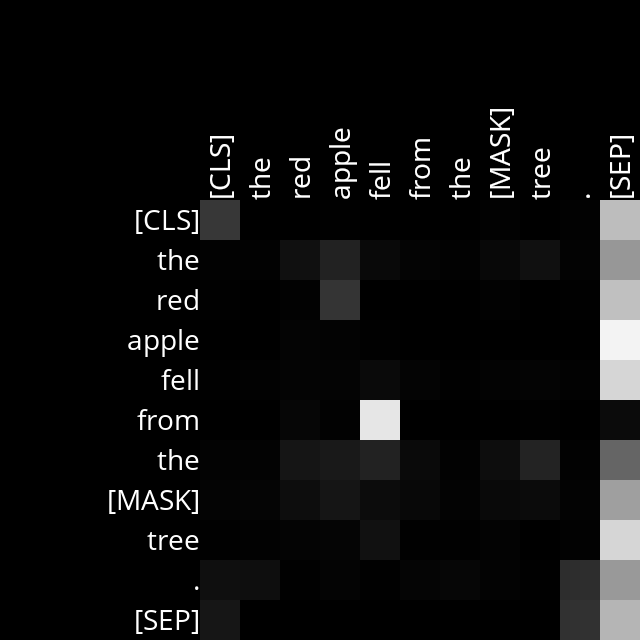 [CLS] the red apple fell from the [MASK] tree . [SEP]
[CLS]
the
red
apple
fell
from
the
[MASK]
tree
.
[SEP]